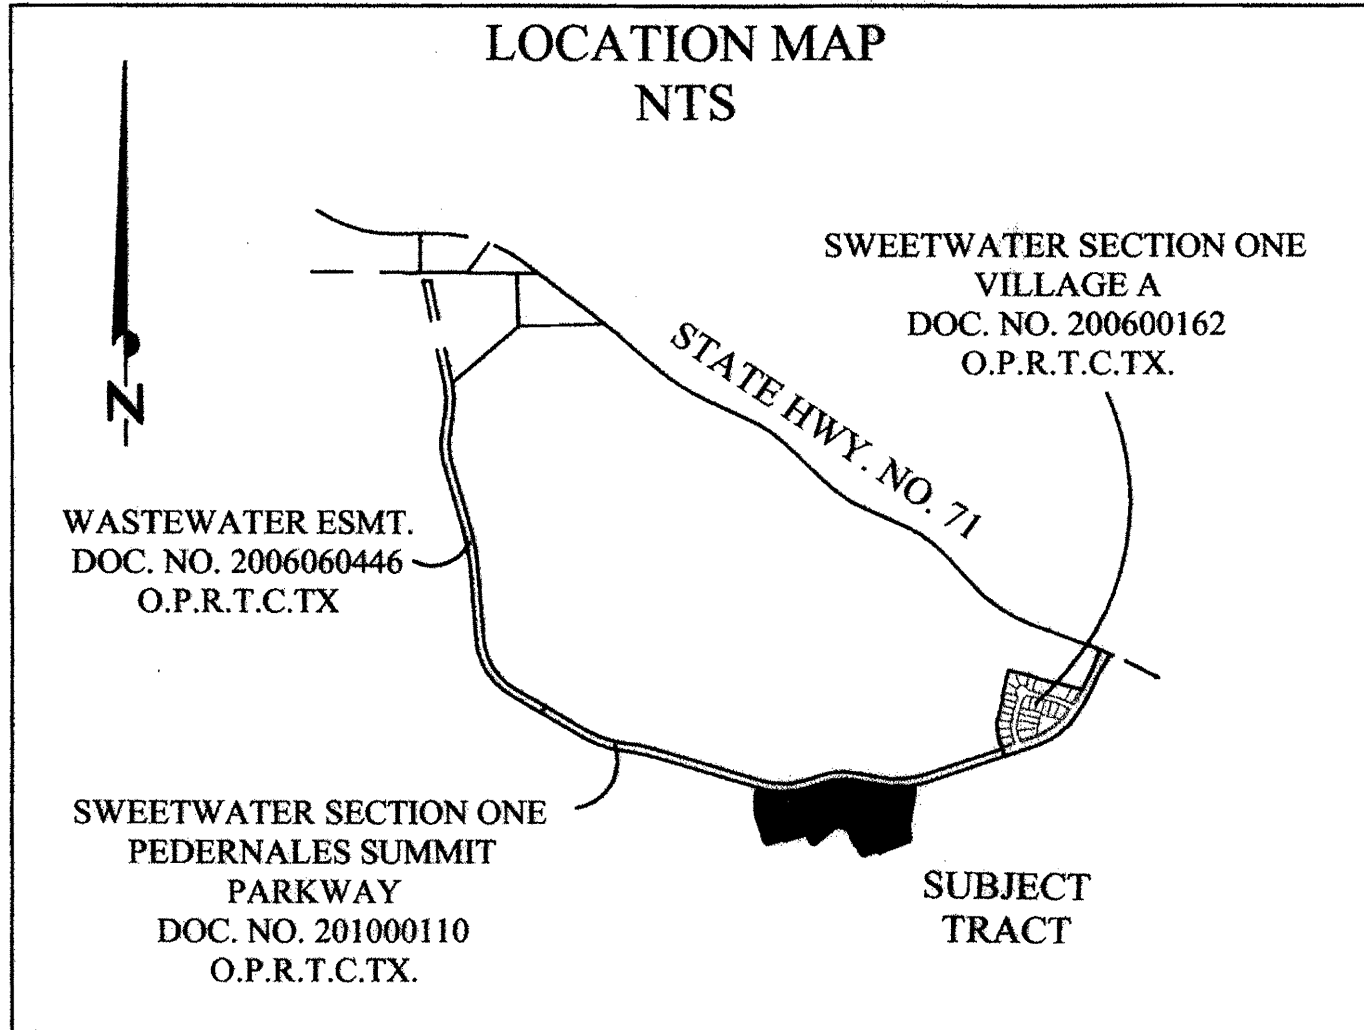 LOCATION MAP
NTS
N
SWEETWATER SECTION ONE
VILLAGE A
DOC. NO. 200600162
O.P.R.T.C.TX.
STATE HWY. NO. 71
WASTEWATER ESMT.
DOC. NO. 2006060446
O.P.R.T.C.TX
SWEETWATER SECTION ONE
PEDERNALES SUMMIT
PARKWAY
DOC. NO. 201000110
O.P.R.T.C.TX.
SUBJECT
TRACT